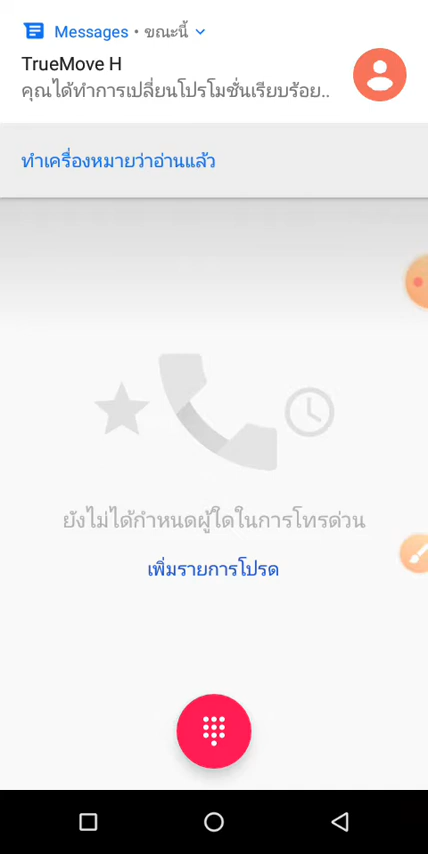 Messages • ขณะนี้
TrueMove H
คุณได้ทำการเปลี่ยนโปรโมชั่นเรียบร้อย..
ทำเครื่องหมายว่าอ่านแล้ว
ยังไม่ได้กำหนดผู้ใดในการโทรด่วน
เพิ่มรายการโปรด